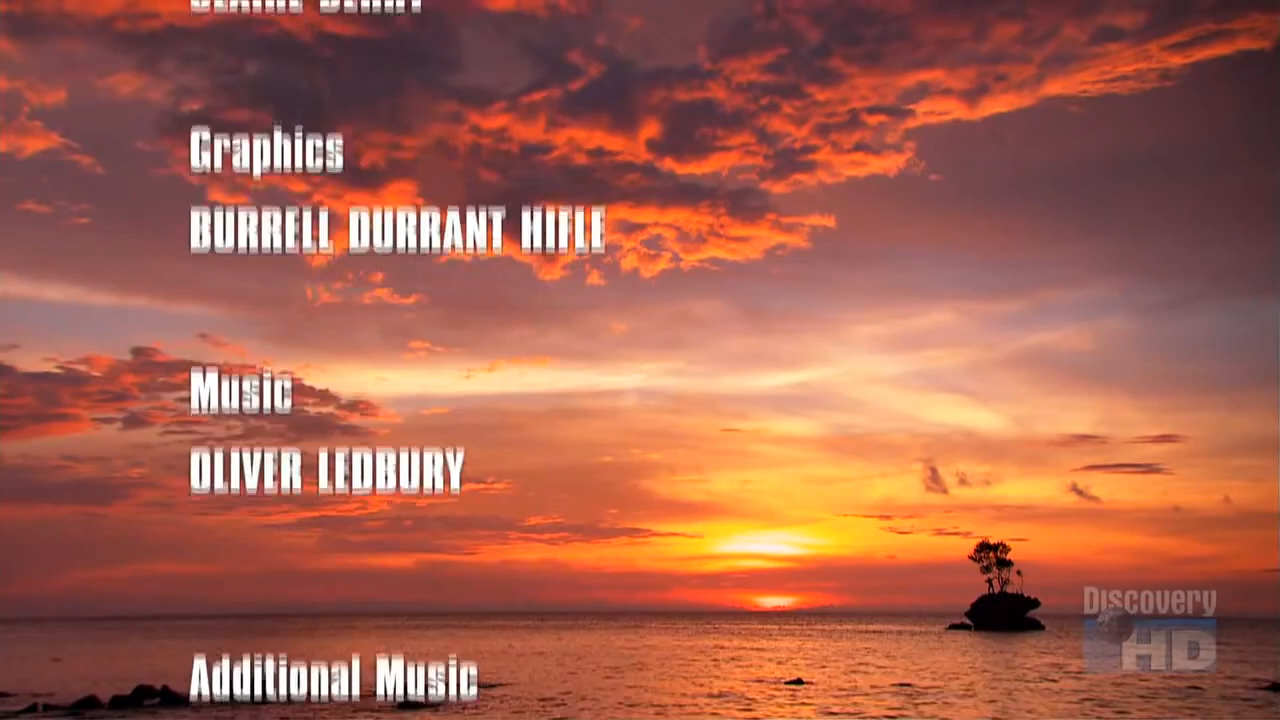 Graphics
BURRELL DURRANT HIFLE
Music
OLIVER LEDBURY
Additional Music
Discovery
HD